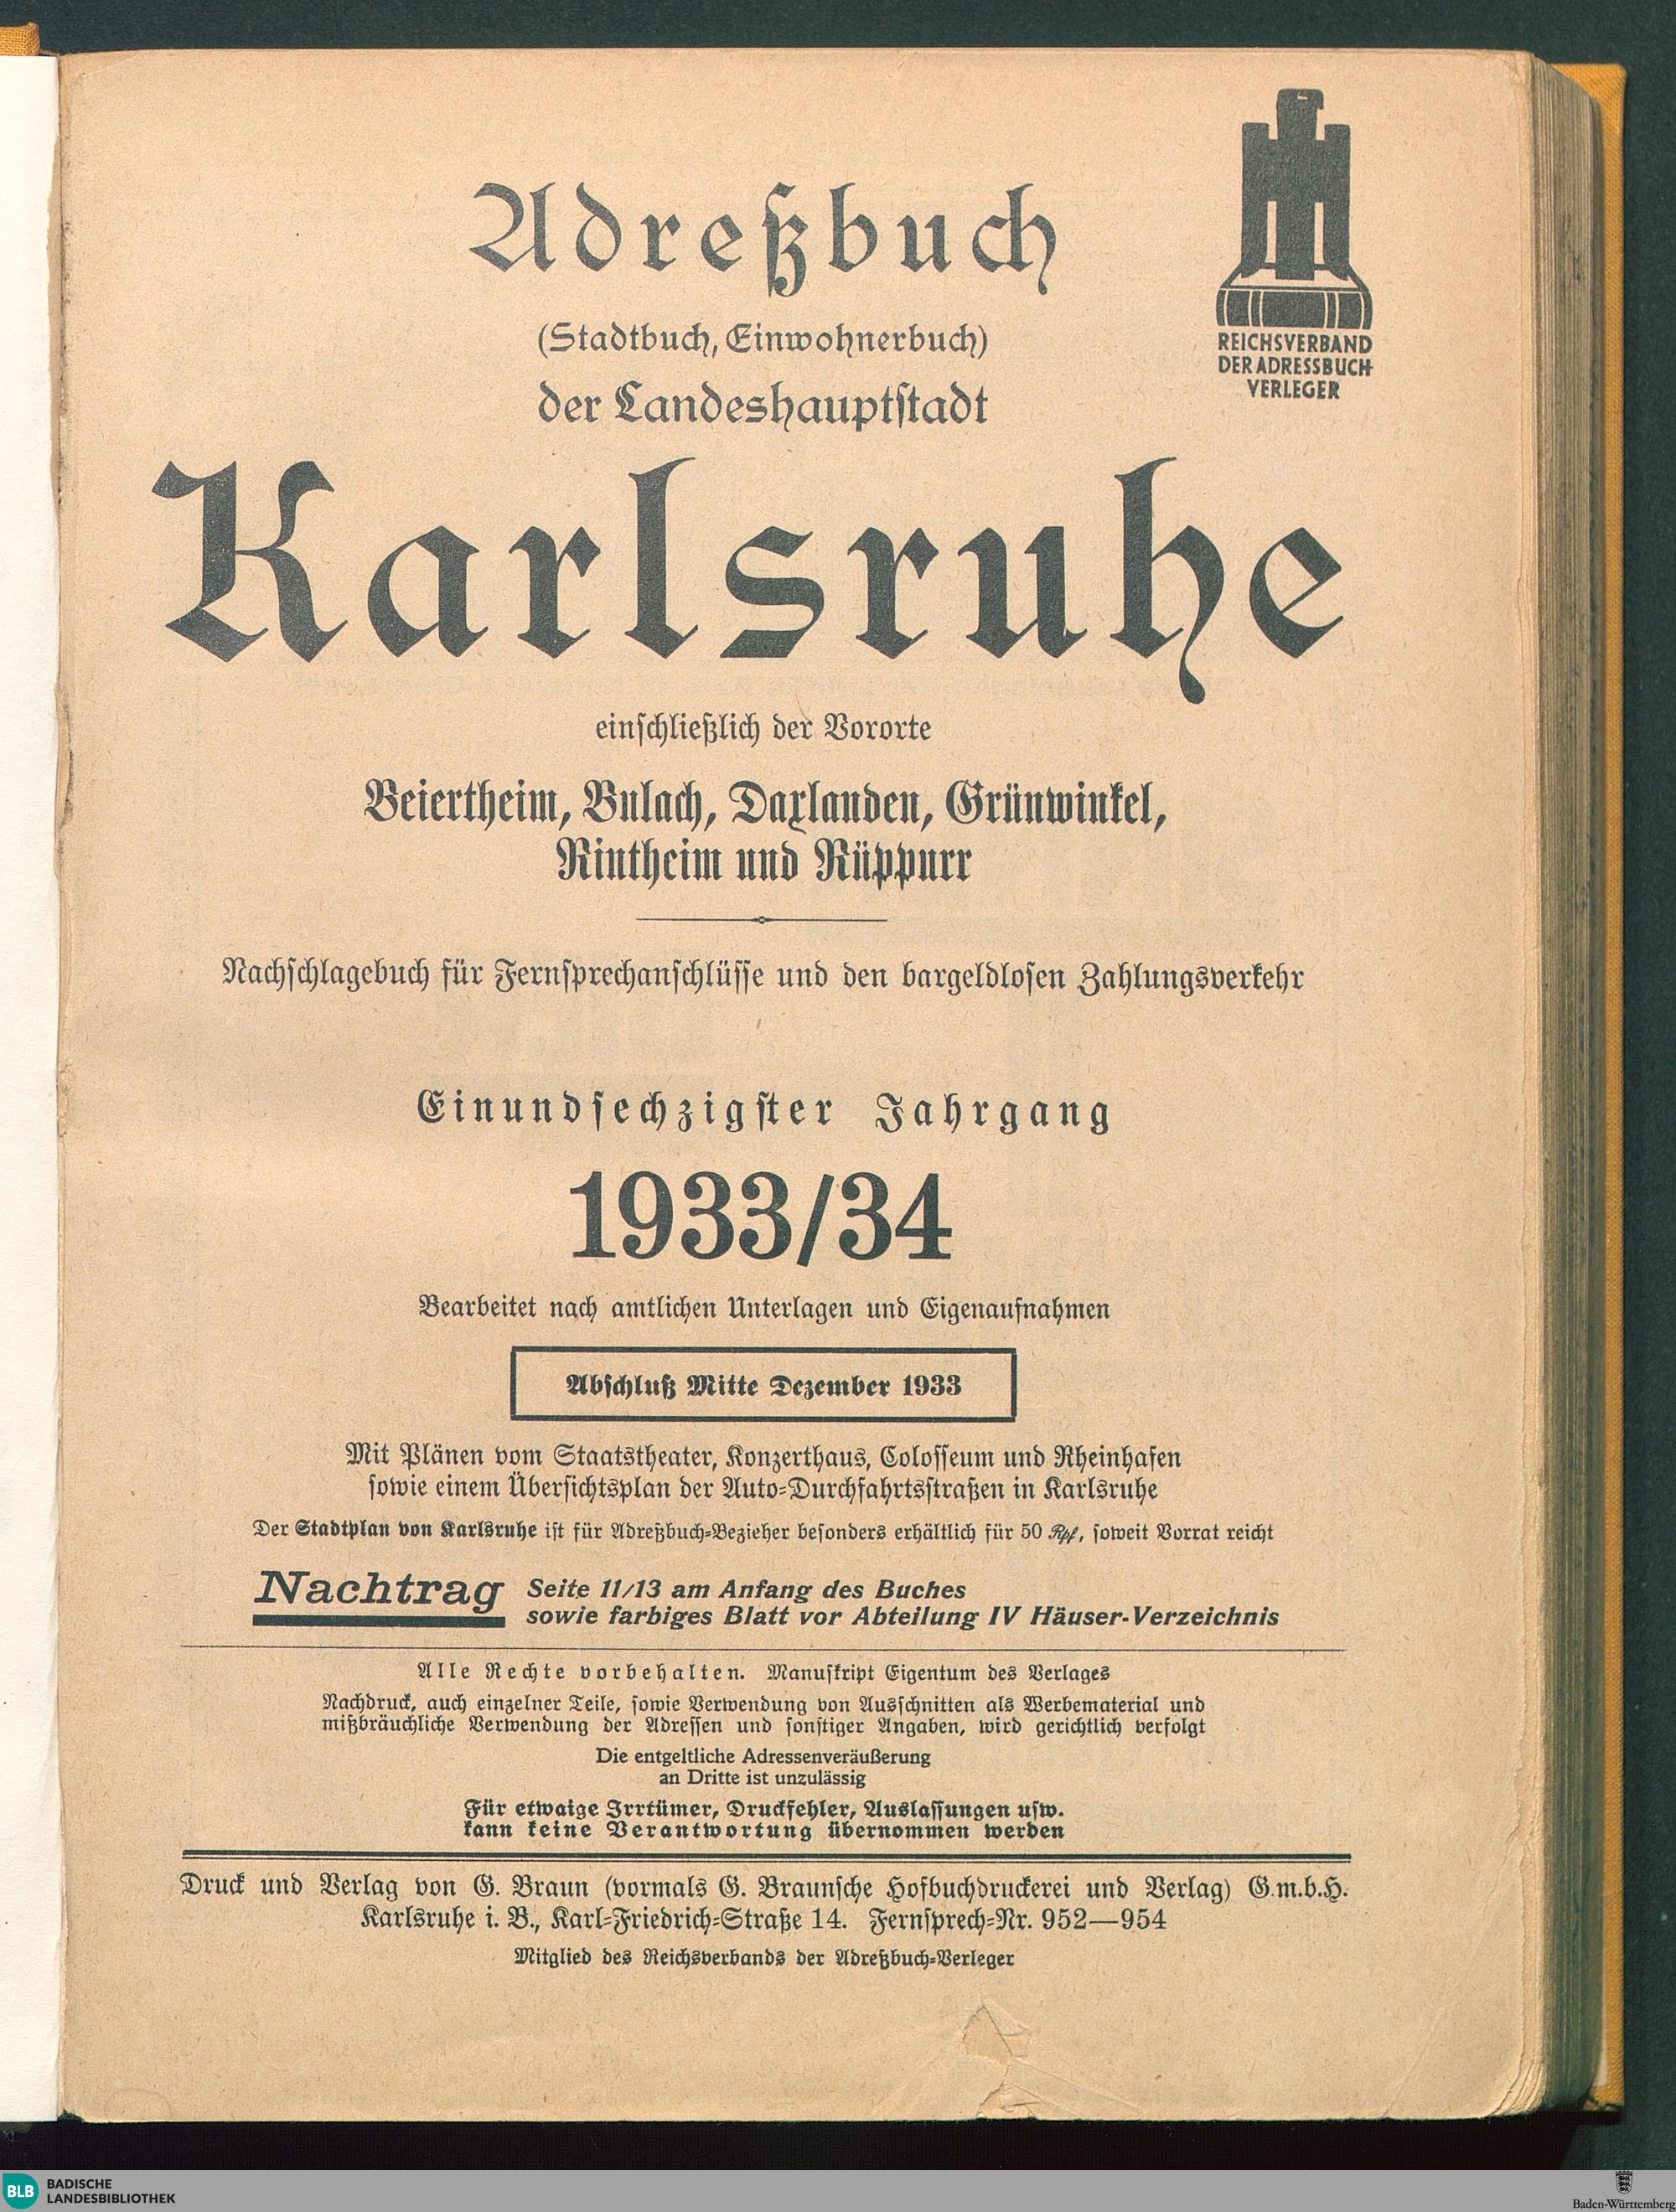 Adreßbuch
(Stadtbuch, Einwohnerbuch)
der Landeshauptstadt
REICHSVERBAND
DER ADRESSBUCH
VERLEGER
Karlsruhe
einschließlich der Vororte
Beiertheim, Bulach, Daxlanden, Grünwinkel,
Rintheim und Rüppurr
Nachschlagebuch für Fernsprechanschlüsse und den bargeldlosen Zahlungsverkehr
Einundsechzigster Jahrgang
1933/34
Bearbeitet nach amtlichen Unterlagen und Eigenaufnahmen
Abschluß Mitte Dezember 1933
Mit Plänen vom Staatstheater, Konzerthaus, Colosseum und Rheinhafen
sowie einem Übersichtsplan der Auto-Durchfahrtsstraßen in Karlsruhe
Der Stadtplan von Karlsruhe ist für Adreßbuch-Bezieher besonders erhältlich für 50 Rpf, soweit Vorrat reicht
Nachtrag Seite 11/13 am Anfang des Buches
sowie farbiges Blatt vor Abteilung IV Häuser-Verzeichnis
Alle Rechte vorbehalten. Manuskript Eigentum des Verlages
Nachdruck, auch einzelner Teile, sowie Verwendung von Ausschnitten als Werbematerial und
mißbräuchliche Verwendung der Adressen und sonstiger Angaben, wird gerichtlich verfolgt
Die entgeltliche Adressenveräußerung
an Dritte ist unzulässig
Für etwaige Irrtümer, Druckfehler, Auslassungen usw.
kann keine Verantwortung übernommen werden
Druck und Verlag von G. Braun (vormals G. Braunsche Hofbuchdruckerei und Verlag) G.m.b.H.
Karlsruhe i. B., Karl-Friedrich-Straße 14. Fernsprech-Nr. 952—954
Mitglied des Reichsverbands der Adreßbuch-Verleger
BLB BADISCHE
LANDESBIBLIOTHEK
Baden-Württemberg